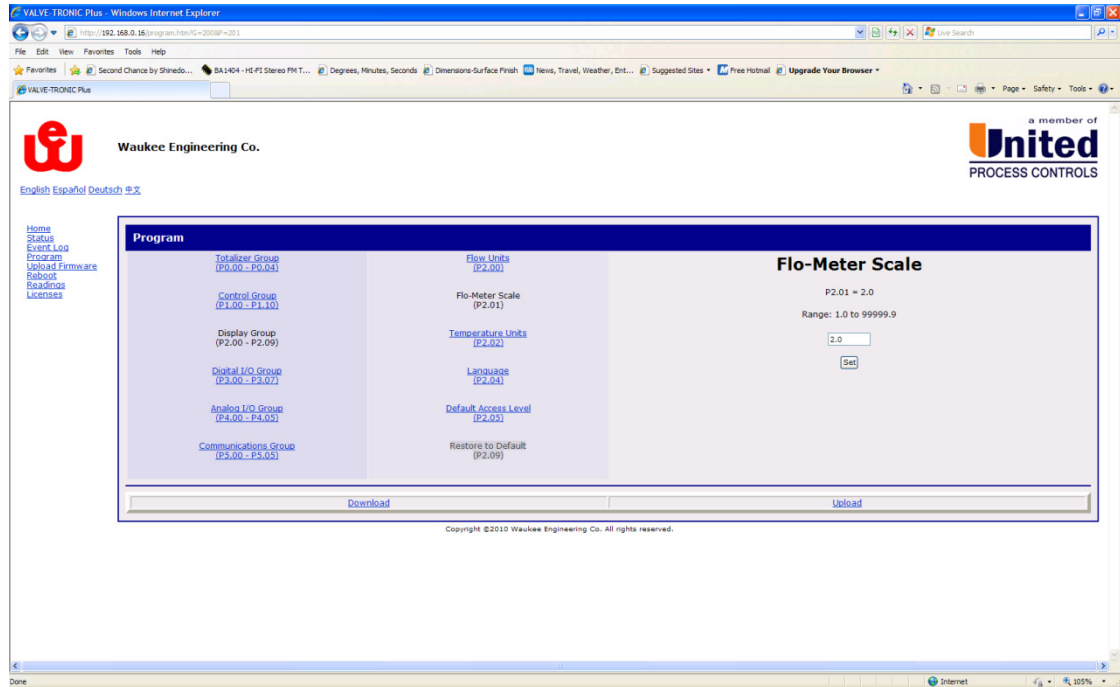 VALVE-TRONIC Plus - Windows Internet Explorer
http://192.168.0.16/program.htm?G=200&F=201
Live Search
File Edit View Favorites Tools Help
Favorites Second Chance by Shinedo... BA1404 - HI-FI Stereo FM T... Degrees, Minutes, Seconds Dimensions-Surface Finish News, Travel, Weather, Ent... Suggested Sites Free Hotmail Upgrade Your Browser
VALVE-TRONIC Plus
Page Safety Tools
Waukee Engineering Co.
a member of
United
PROCESS CONTROLS
English Español Deutsch 中文
Home
Status
Event Log
Program
Upload Firmware
Reboot
Readings
Licenses
Program
Totalizer Group
(P0.00 - P0.04)
Control Group
(P1.00 - P1.10)
Display Group
(P2.00 - P2.09)
Digital I/O Group
(P3.00 - P3.07)
Analog I/O Group
(P4.00 - P4.05)
Communications Group
(P5.00 - P5.05)
Flow Units
(P2.00)
Flo-Meter Scale
(P2.01)
Temperature Units
(P2.02)
Language
(P2.04)
Default Access Level
(P2.05)
Restore to Default
(P2.09)
Flo-Meter Scale
P2.01 = 2.0
Range: 1.0 to 99999.9
2.0
Set
Download
Upload
Copyright ©2010 Waukee Engineering Co. All rights reserved.
Done
Internet
105%